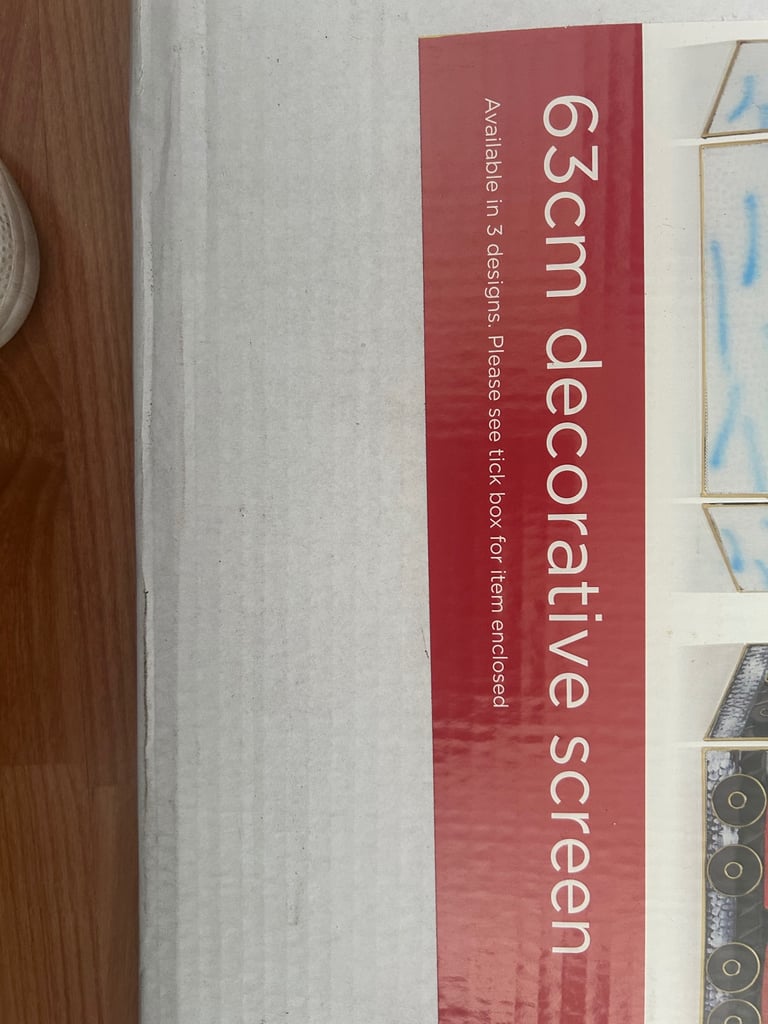 63cm decorative screen
Available in 3 designs. Please see tick box for item enclosed